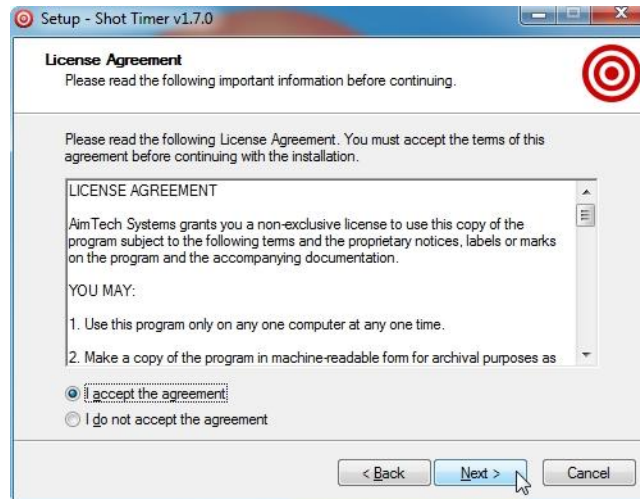 Setup - Shot Timer v1.7.0
License Agreement
Please read the following important information before continuing.
Please read the following License Agreement. You must accept the terms of this
agreement before continuing with the installation.
LICENSE AGREEMENT
AimTech Systems grants you a non-exclusive license to use this copy of the
program subject to the following terms and the proprietary notices, labels or marks
on the program and the accompanying documentation.
YOU MAY:
1. Use this program only on any one computer at any one time.
2. Make a copy of the program in machine-readable form for archival purposes as
I accept the agreement
I do not accept the agreement
< Back
Next >
Cancel